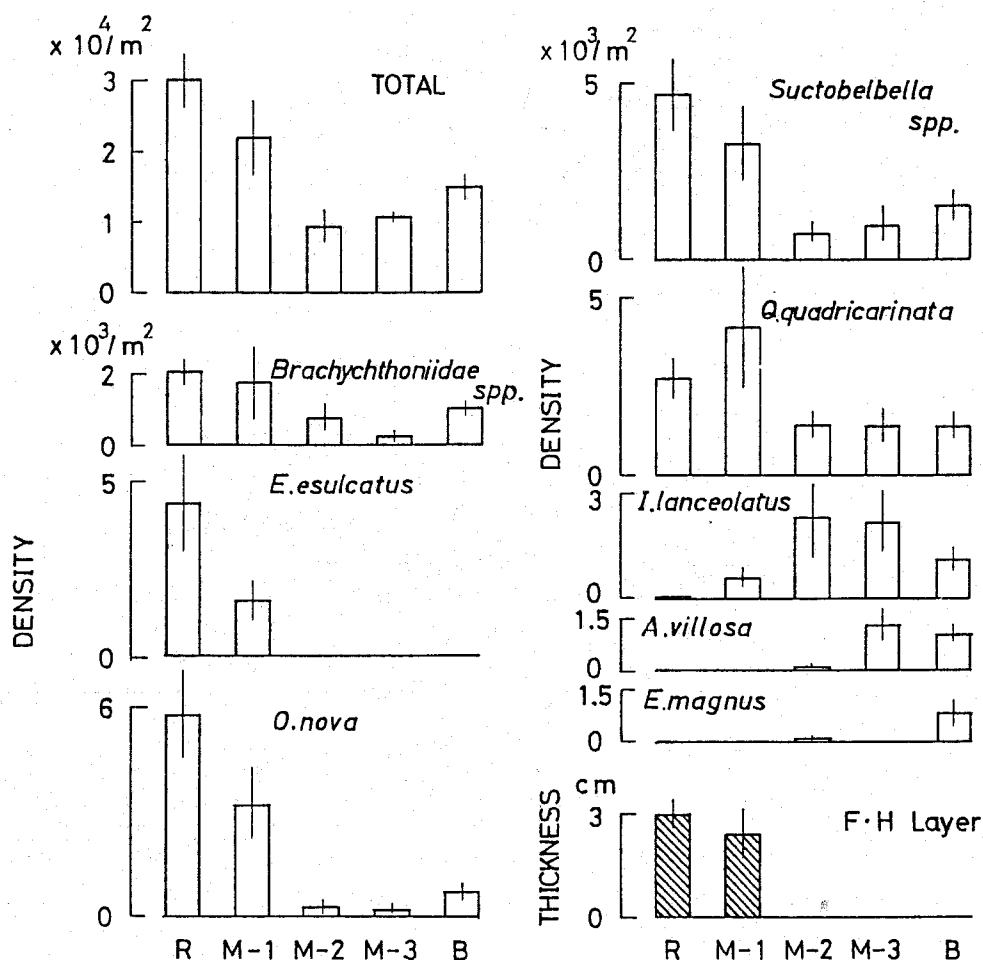 x 10⁴/m²
3
2
1
0
TOTAL
x 10³/m²
2
0
Brachychthoniidae
spp.
5
0
E.esulcatus
DENSITY
6
0
O.nova
R M-1 M-2 M-3 B
x 10³/m²
5
0
Suctobelbella
spp.
5
0
Q.quadricarinata
DENSITY
3
0
I.lanceolatus
1.5
0
A.villosa
1.5
0
E.magnus
THICKNESS
cm
3
0
F·H Layer
R M-1 M-2 M-3 B